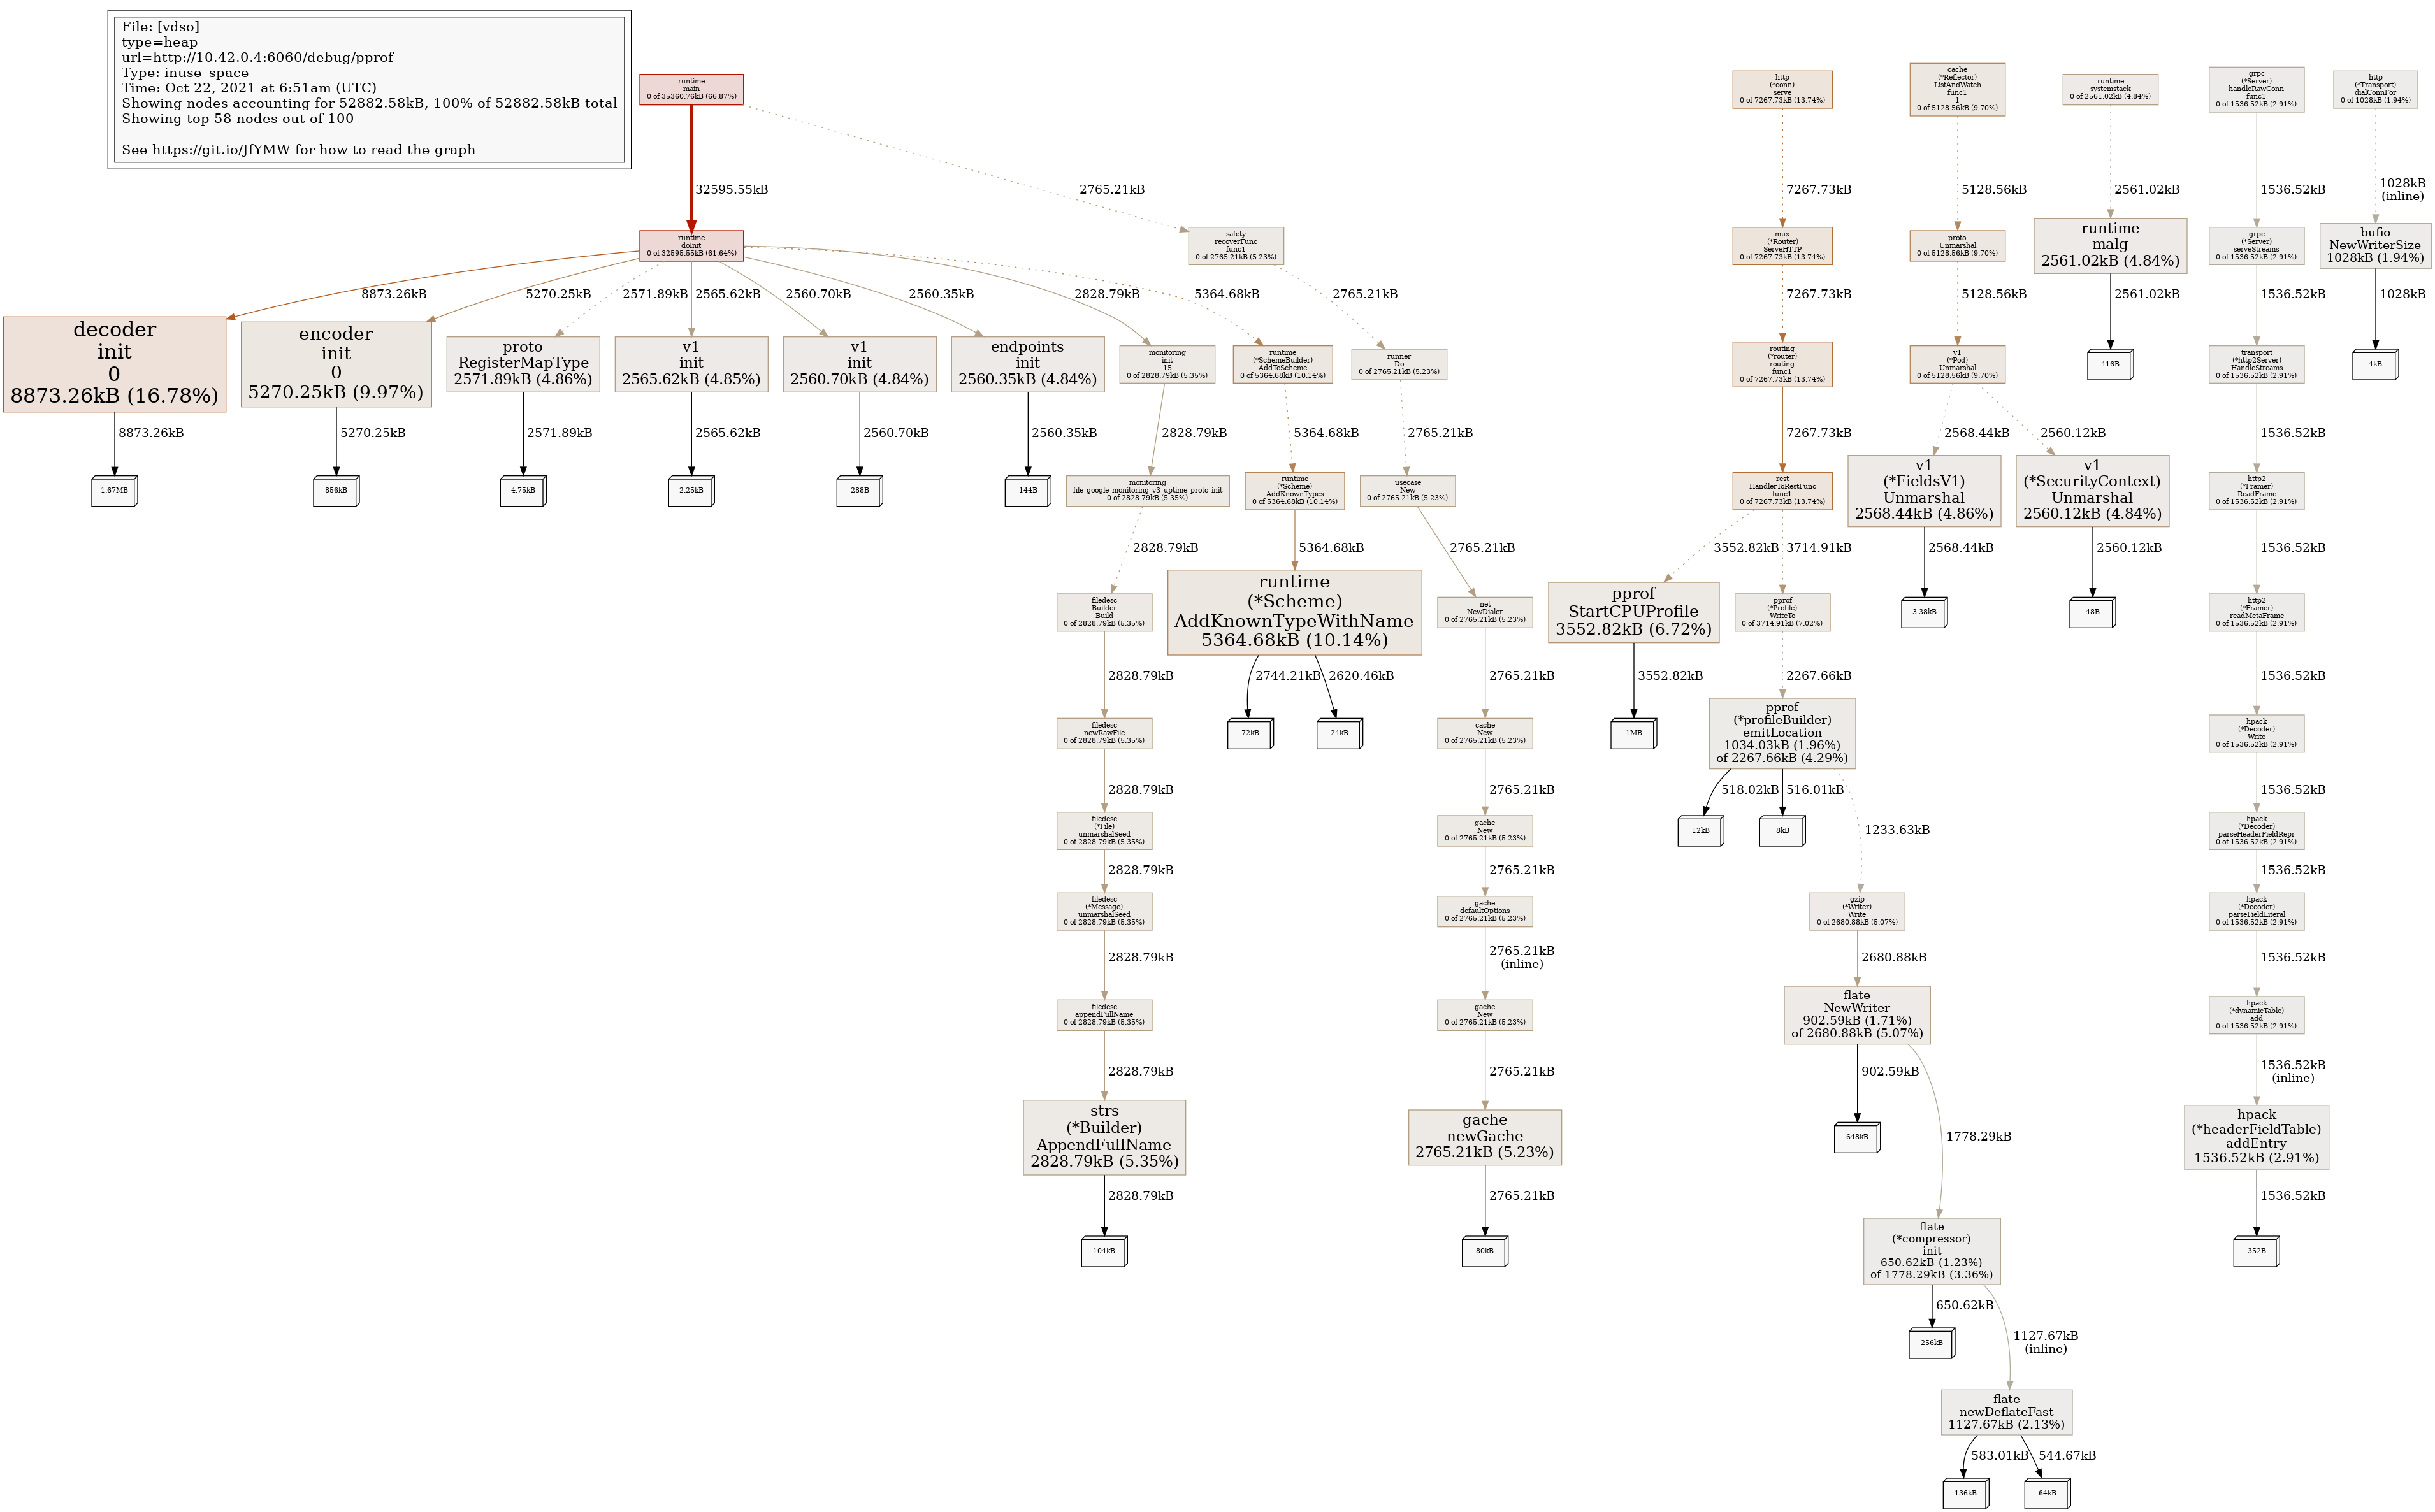 File: [vdso]
type=heap
url=http://10.42.0.4:6060/debug/pprof
Type: inuse_space
Time: Oct 22, 2021 at 6:51am (UTC)
Showing nodes accounting for 52882.58kB, 100% of 52882.58kB total
Showing top 58 nodes out of 100
See https://git.io/JfYMW for how to read the graph
runtime
main
0 of 35360.76kB (66.87%)
http
(*conn)
serve
0 of 7267.73kB (13.74%)
cache
(*Reflector)
ListAndWatch
func1
1
0 of 5128.56kB (9.70%)
runtime
systemstack
0 of 2561.02kB (4.84%)
grpc
(*Server)
handleRawConn
func1
0 of 1536.52kB (2.91%)
http
(*Transport)
dialConnFor
0 of 1028kB (1.94%)
32595.55kB
2765.21kB
7267.73kB
5128.56kB
2561.02kB
1536.52kB
1028kB
(inline)
runtime
doInit
0 of 32595.55kB (61.64%)
safety
recoverFunc
func1
0 of 2765.21kB (5.23%)
mux
(*Router)
ServeHTTP
0 of 7267.73kB (13.74%)
proto
Unmarshal
0 of 5128.56kB (9.70%)
runtime
malg
2561.02kB (4.84%)
grpc
(*Server)
serveStreams
0 of 1536.52kB (2.91%)
bufio
NewWriterSize
1028kB (1.94%)
8873.26kB
5270.25kB
2571.89kB
2565.62kB
2560.70kB
2560.35kB
2828.79kB
5364.68kB
2765.21kB
7267.73kB
5128.56kB
2561.02kB
1536.52kB
1028kB
decoder
init
0
8873.26kB (16.78%)
encoder
init
0
5270.25kB (9.97%)
proto
RegisterMapType
2571.89kB (4.86%)
v1
init
2565.62kB (4.85%)
v1
init
2560.70kB (4.84%)
endpoints
init
2560.35kB (4.84%)
monitoring
init
15
0 of 2828.79kB (5.35%)
runtime
(*SchemeBuilder)
AddToScheme
0 of 5364.68kB (10.14%)
runner
Do
0 of 2765.21kB (5.23%)
routing
(*router)
routing
func1
0 of 7267.73kB (13.74%)
v1
(*Pod)
Unmarshal
0 of 5128.56kB (9.70%)
416B
transport
(*http2Server)
HandleStreams
0 of 1536.52kB (2.91%)
4kB
8873.26kB
5270.25kB
2571.89kB
2565.62kB
2560.70kB
2560.35kB
2828.79kB
5364.68kB
2765.21kB
7267.73kB
2568.44kB
2560.12kB
1536.52kB
1.67MB
856kB
4.75kB
2.25kB
288B
144B
monitoring
file_google_monitoring_v3_uptime_proto_init
0 of 2828.79kB (5.35%)
runtime
(*Scheme)
AddKnownTypes
0 of 5364.68kB (10.14%)
usecase
New
0 of 2765.21kB (5.23%)
rest
HandlerToRestFunc
func1
0 of 7267.73kB (13.74%)
v1
(*FieldsV1)
Unmarshal
2568.44kB (4.86%)
v1
(*SecurityContext)
Unmarshal
2560.12kB (4.84%)
http2
(*Framer)
ReadFrame
0 of 1536.52kB (2.91%)
2828.79kB
5364.68kB
2765.21kB
3552.82kB
3714.91kB
2568.44kB
2560.12kB
1536.52kB
filedesc
Builder
Build
0 of 2828.79kB (5.35%)
runtime
(*Scheme)
AddKnownTypeWithName
5364.68kB (10.14%)
net
NewDialer
0 of 2765.21kB (5.23%)
pprof
StartCPUProfile
3552.82kB (6.72%)
pprof
(*Profile)
WriteTo
0 of 3714.91kB (7.02%)
3.38kB
48B
http2
(*Framer)
readMetaFrame
0 of 1536.52kB (2.91%)
2828.79kB
2744.21kB
2620.46kB
2765.21kB
3552.82kB
2267.66kB
1536.52kB
filedesc
newRawFile
0 of 2828.79kB (5.35%)
72kB
24kB
cache
New
0 of 2765.21kB (5.23%)
1MB
pprof
(*profileBuilder)
emitLocation
1034.03kB (1.96%)
of 2267.66kB (4.29%)
hpack
(*Decoder)
Write
0 of 1536.52kB (2.91%)
2828.79kB
2765.21kB
518.02kB
516.01kB
1536.52kB
filedesc
(*File)
unmarshalSeed
0 of 2828.79kB (5.35%)
gache
New
0 of 2765.21kB (5.23%)
12kB
8kB
1233.63kB
hpack
(*Decoder)
parseHeaderFieldRepr
0 of 1536.52kB (2.91%)
2828.79kB
2765.21kB
1536.52kB
filedesc
(*Message)
unmarshalSeed
0 of 2828.79kB (5.35%)
gache
defaultOptions
0 of 2765.21kB (5.23%)
gzip
(*Writer)
Write
0 of 2680.88kB (5.07%)
hpack
(*Decoder)
parseFieldLiteral
0 of 1536.52kB (2.91%)
2828.79kB
2765.21kB
(inline)
2680.88kB
1536.52kB
filedesc
appendFullName
0 of 2828.79kB (5.35%)
gache
New
0 of 2765.21kB (5.23%)
flate
NewWriter
902.59kB (1.71%)
of 2680.88kB (5.07%)
hpack
(*dynamicTable)
add
0 of 1536.52kB (2.91%)
2828.79kB
2765.21kB
902.59kB
1536.52kB
(inline)
strs
(*Builder)
AppendFullName
2828.79kB (5.35%)
gache
newGache
2765.21kB (5.23%)
648kB
1778.29kB
hpack
(*headerFieldTable)
addEntry
1536.52kB (2.91%)
2828.79kB
2765.21kB
1536.52kB
104kB
80kB
flate
(*compressor)
init
650.62kB (1.23%)
of 1778.29kB (3.36%)
352B
650.62kB
256kB
1127.67kB
(inline)
flate
newDeflateFast
1127.67kB (2.13%)
583.01kB
544.67kB
136kB
64kB